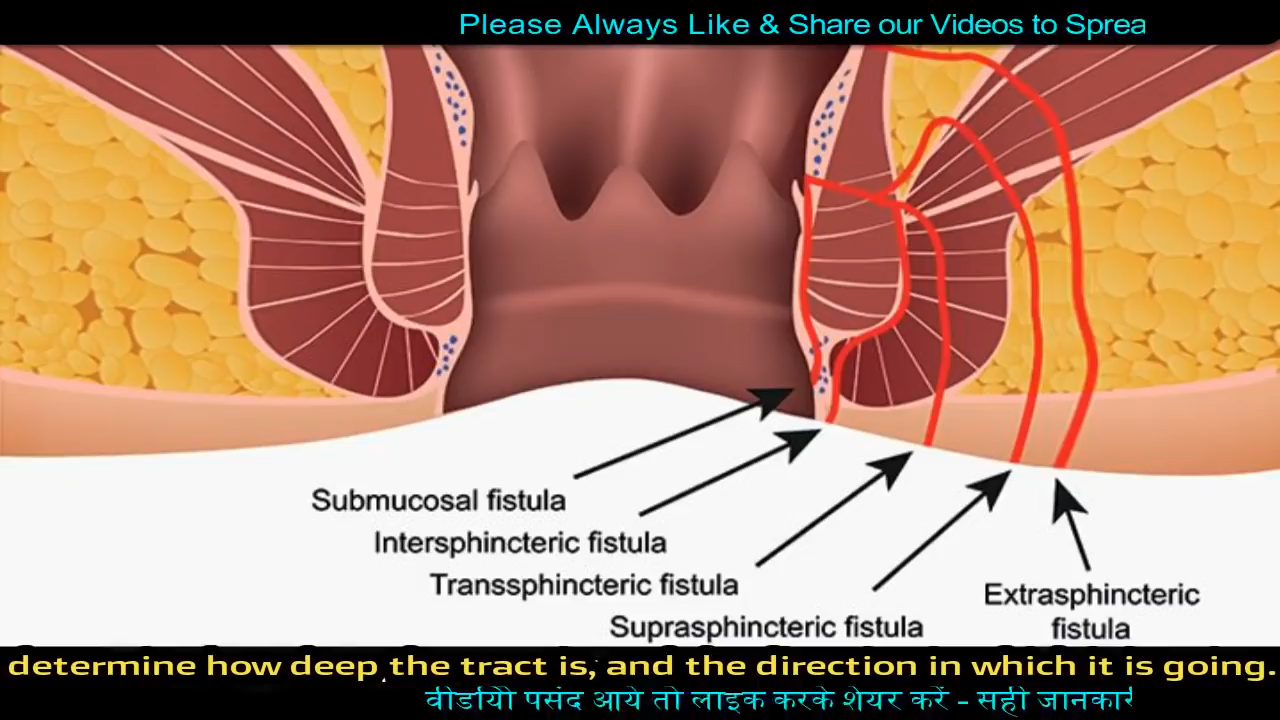 Please Always Like & Share our Videos to Sprea
Submucosal fistula
Intersphincteric fistula
Transsphincteric fistula
Suprasphincteric fistula
Extrasphincteric
fistula
determine how deep the tract is, and the direction in which it is going.
वीडियो पसंद आये तो लाइक करके शेयर करें - सही जानकार